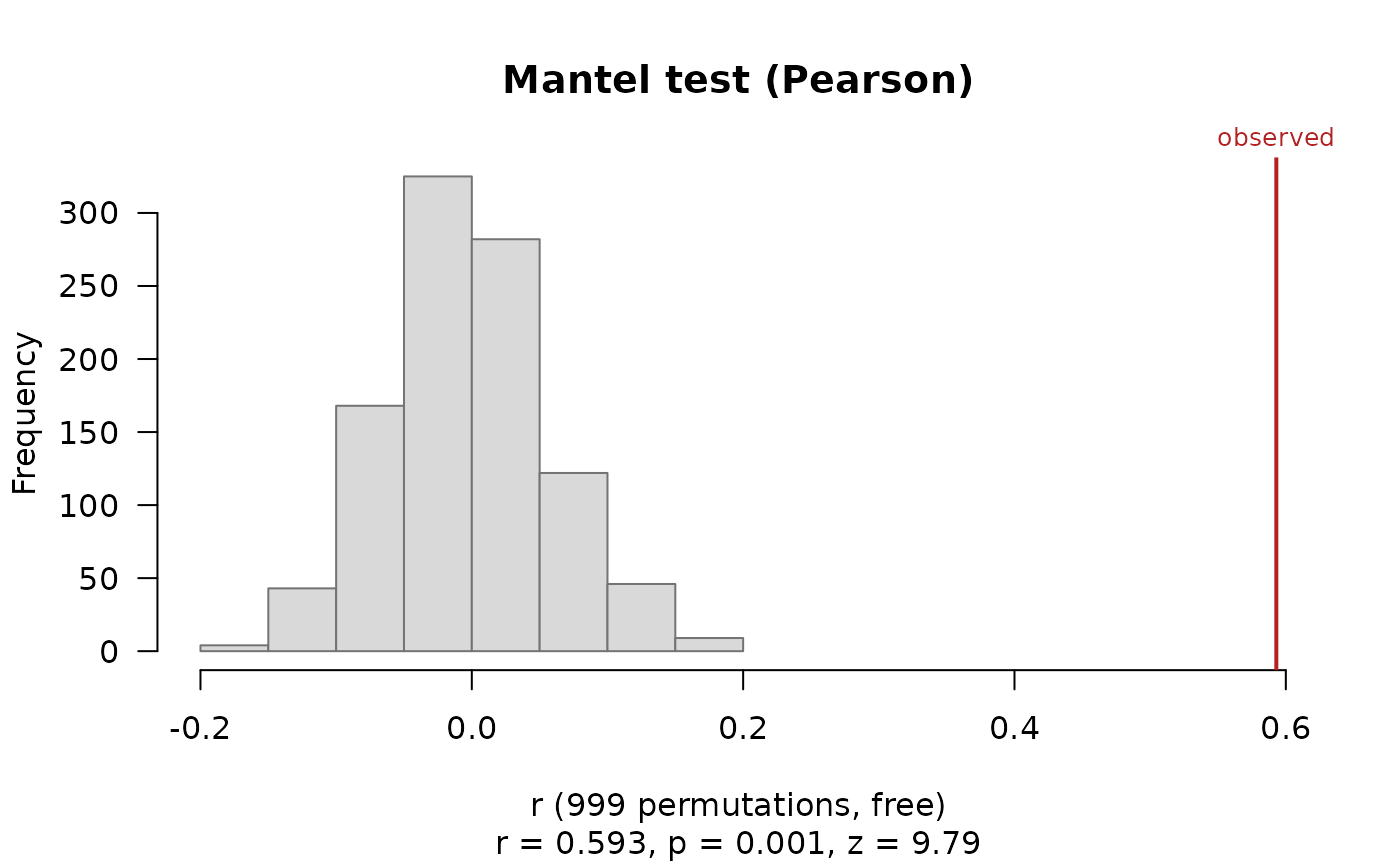 Mantel test (Pearson)
observed
Frequency
300
250
200
150
100
50
0
-0.2 0.0 0.2 0.4 0.6
r (999 permutations, free)
r = 0.593, p = 0.001, z = 9.79